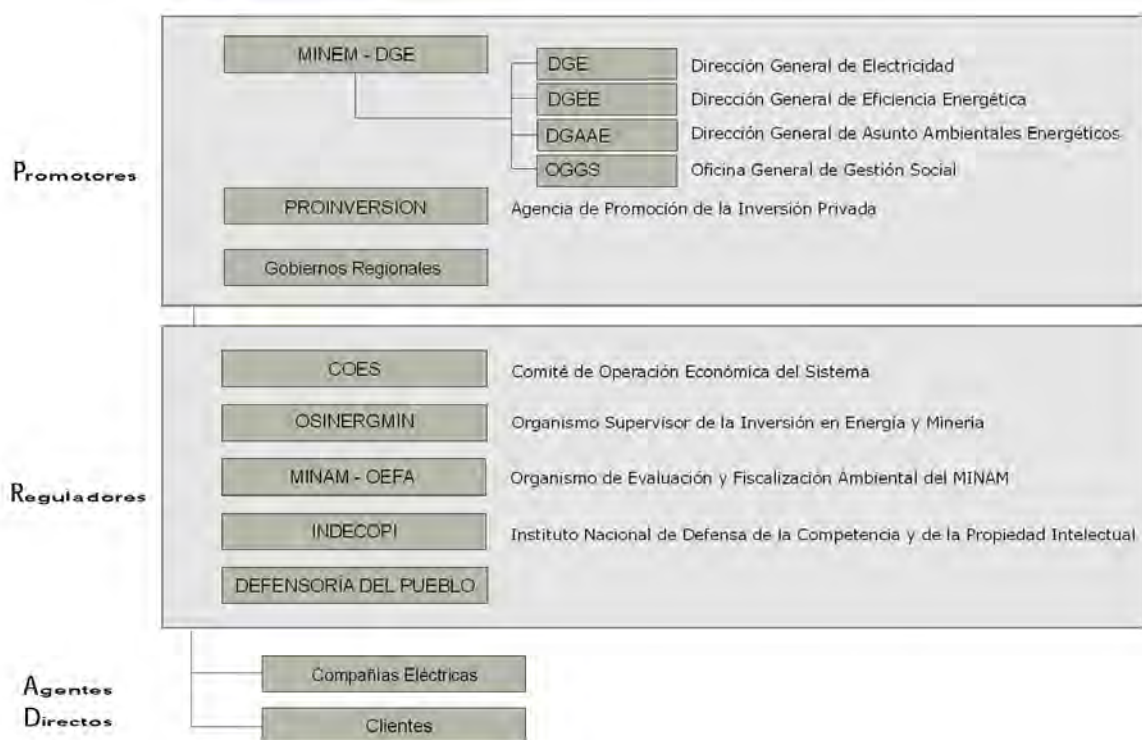 MINEM - DGE
DGE Dirección General de Electricidad
DGEE Dirección General de Eficiencia Energética
DGAAE Dirección General de Asunto Ambientales Energéticos
OGGS Oficina General de Gestión Social
Promotores
PROINVERSION Agencia de Promoción de la Inversión Privada
Gobiernos Regionales
COES Comité de Operación Económica del Sistema
OSINERGMIN Organismo Supervisor de la Inversión en Energía y Minería
Reguladores
MINAM - OEFA Organismo de Evaluación y Fiscalización Ambiental del MINAM
INDECOPI Instituto Nacional de Defensa de la Competencia y de la Propiedad Intelectual
DEFENSORÍA DEL PUEBLO
Agentes
Directos
Compañías Eléctricas
Clientes